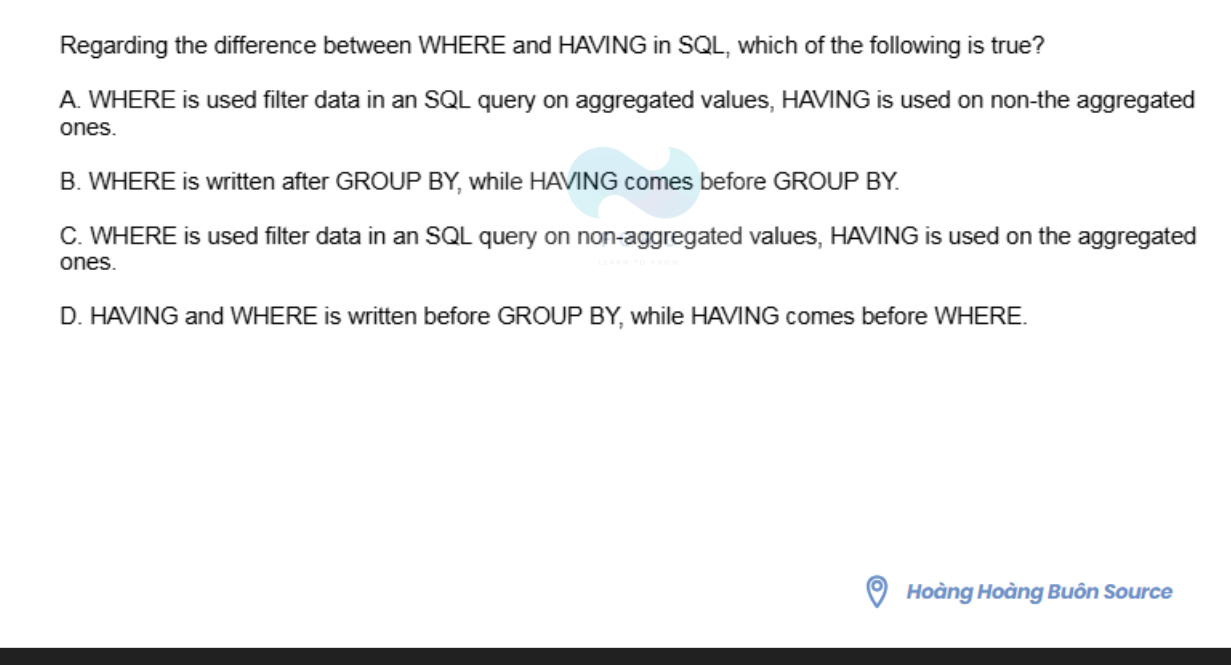 Regarding the difference between WHERE and HAVING in SQL, which of the following is true?
A. WHERE is used filter data in an SQL query on aggregated values, HAVING is used on non-the aggregated
ones.
B. WHERE is written after GROUP BY, while HAVING comes before GROUP BY.
C. WHERE is used filter data in an SQL query on non-aggregated values, HAVING is used on the aggregated
ones.
D. HAVING and WHERE is written before GROUP BY, while HAVING comes before WHERE.
Hoàng Hoàng Buôn Source